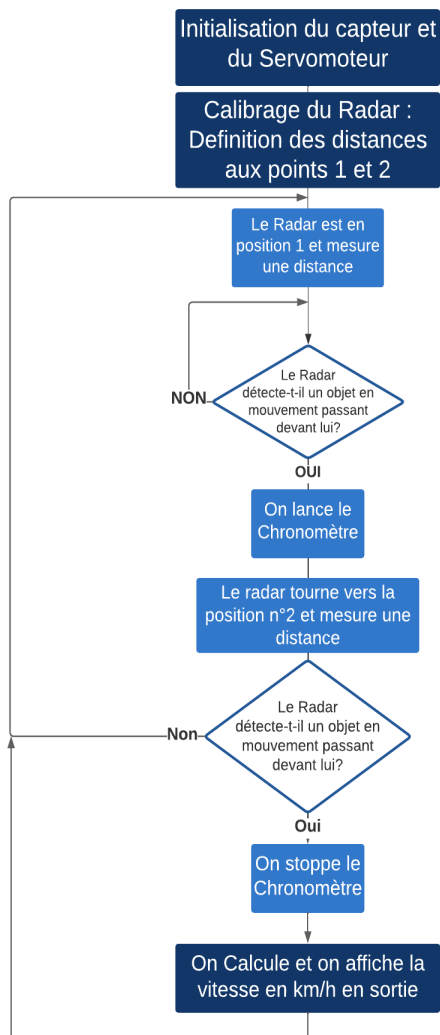 Initialisation du capteur et
du Servomoteur
Calibrage du Radar :
Definition des distances
aux points 1 et 2
Le Radar est en
position 1 et mesure
une distance
Le Radar
détecte-t-il un objet en
mouvement passant
devant lui?
NON
OUI
On lance le
Chronomètre
Le radar tourne vers la
position n°2 et mesure une
distance
Le Radar
détecte-t-il un objet en
mouvement passant
devant lui?
Non
Oui
On stoppe le
Chronomètre
On Calcule et on affiche la
vitesse en km/h en sortie